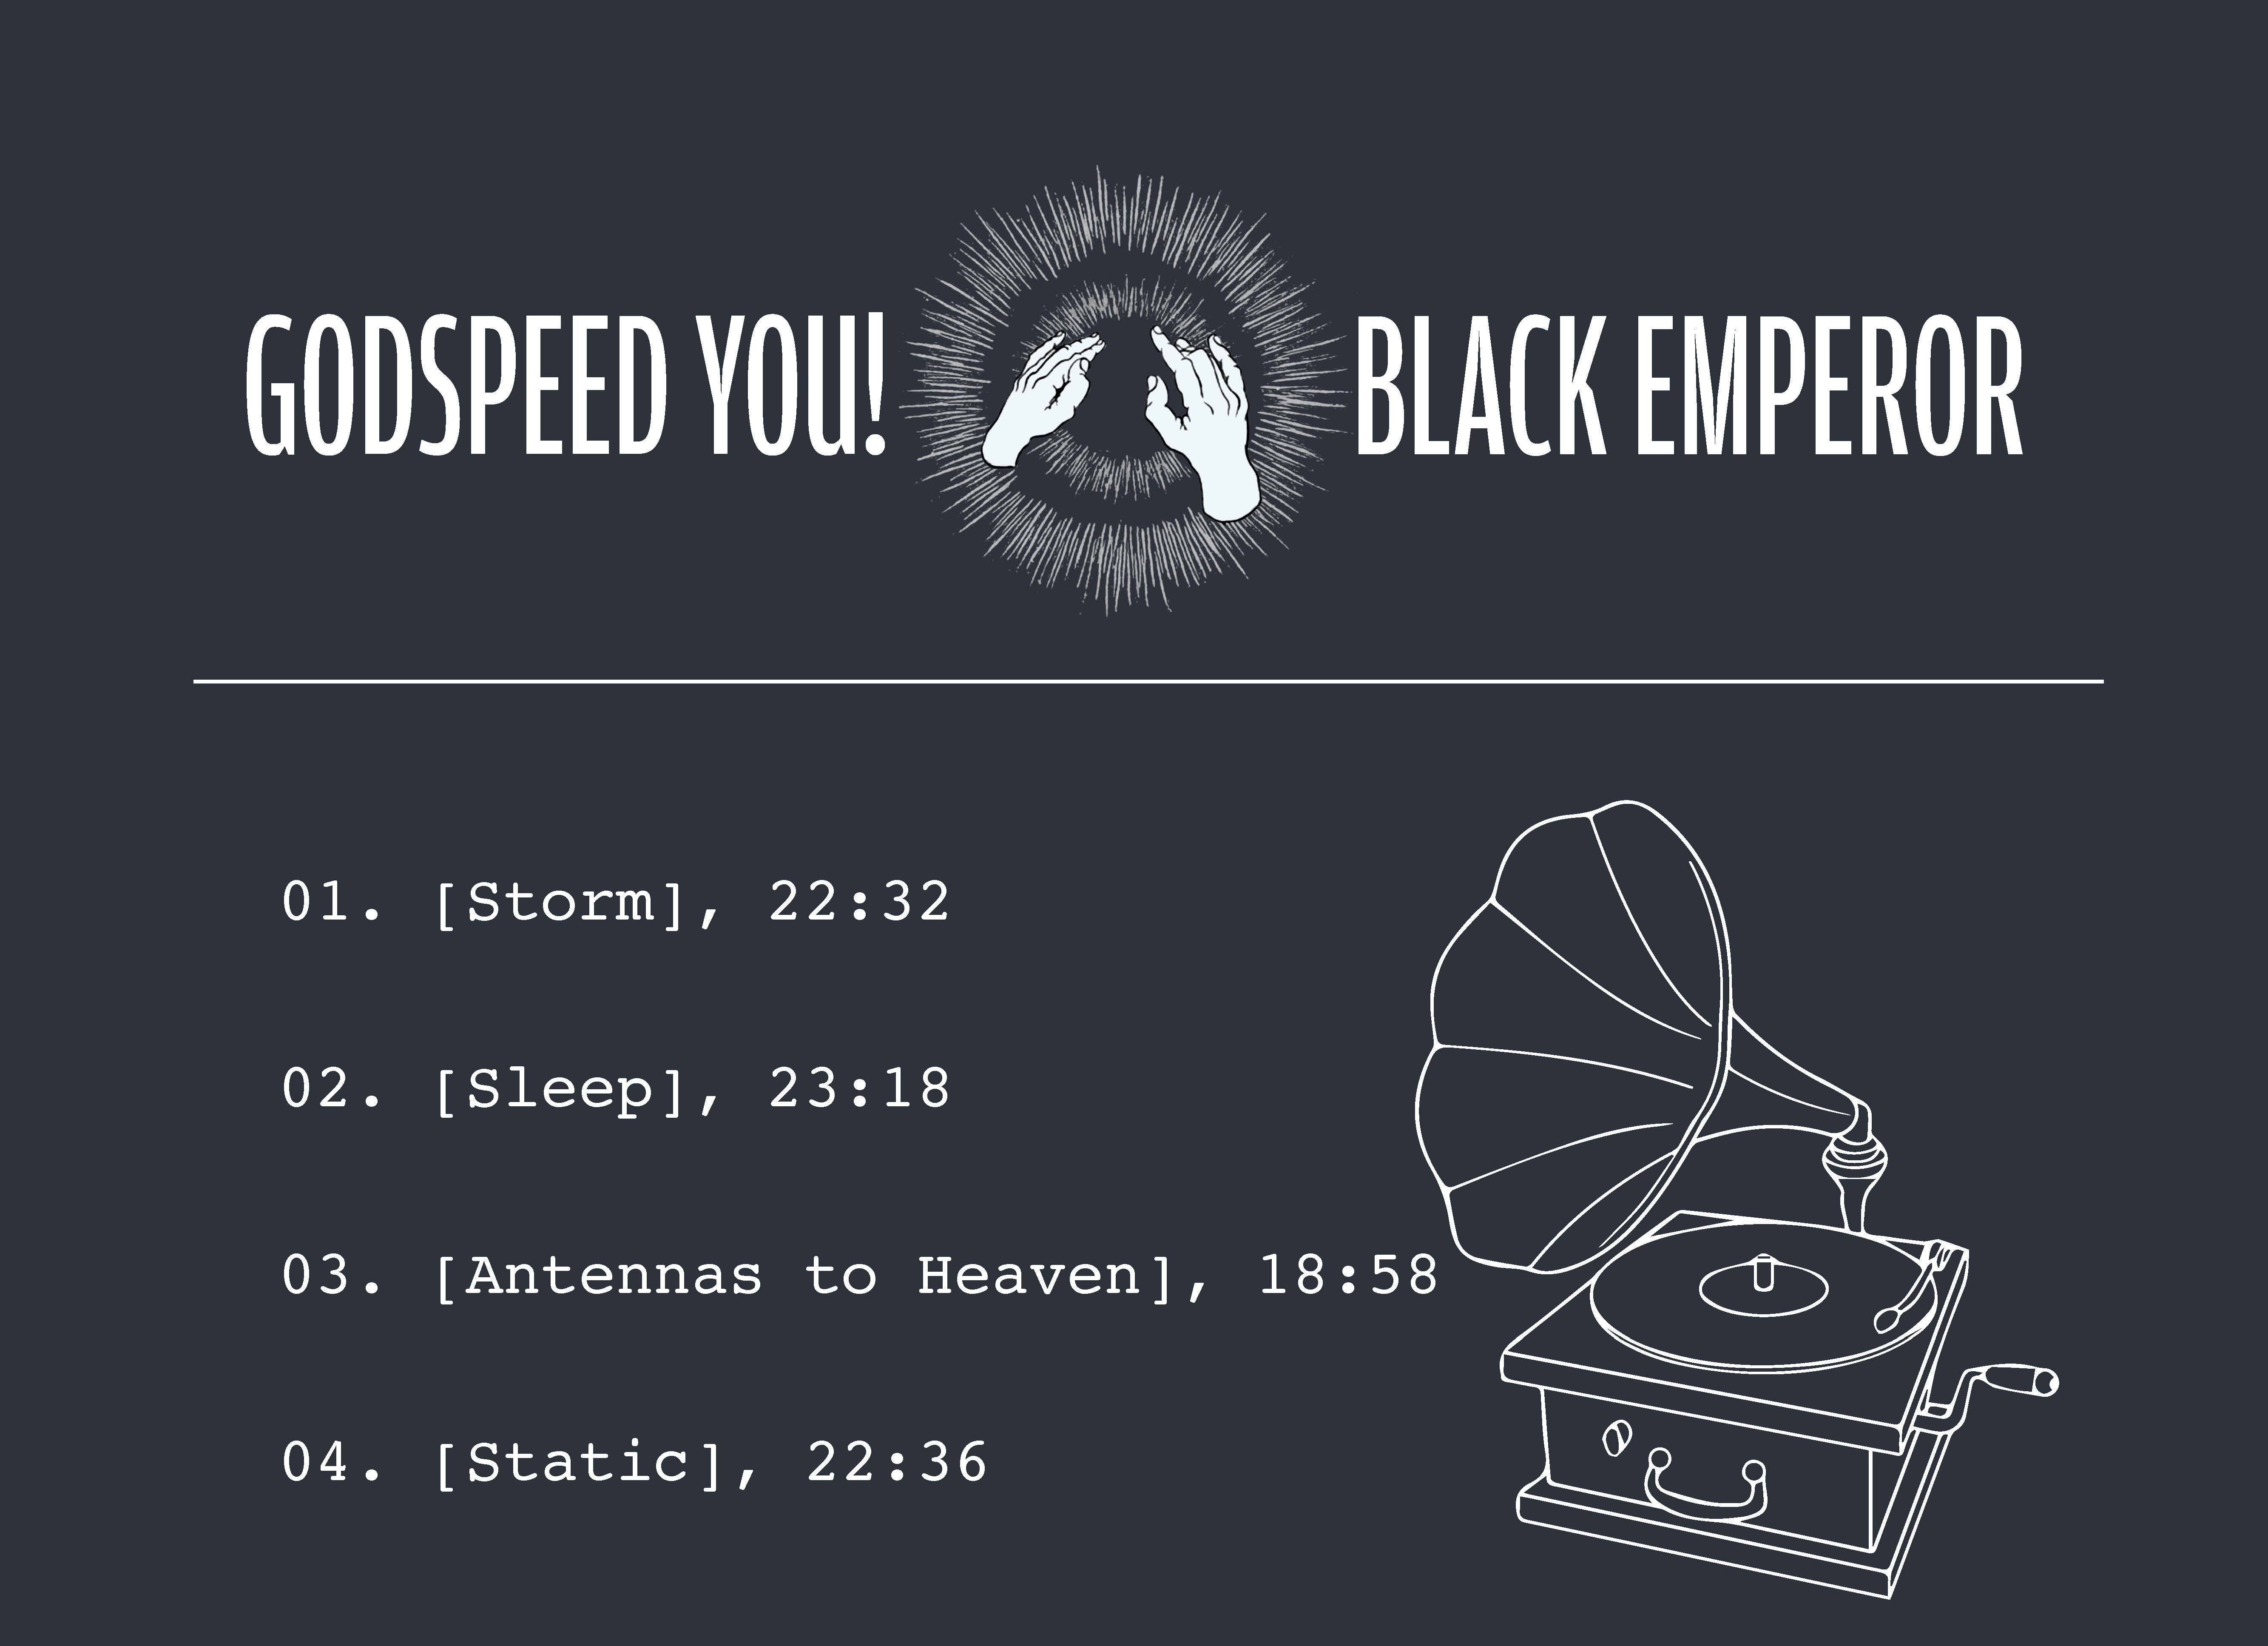 GODSPEED YOU! BLACK EMPEROR
01. [Storm], 22:32
02. [Sleep], 23:18
03. [Antennas to Heaven], 18:58
04. [Static], 22:36